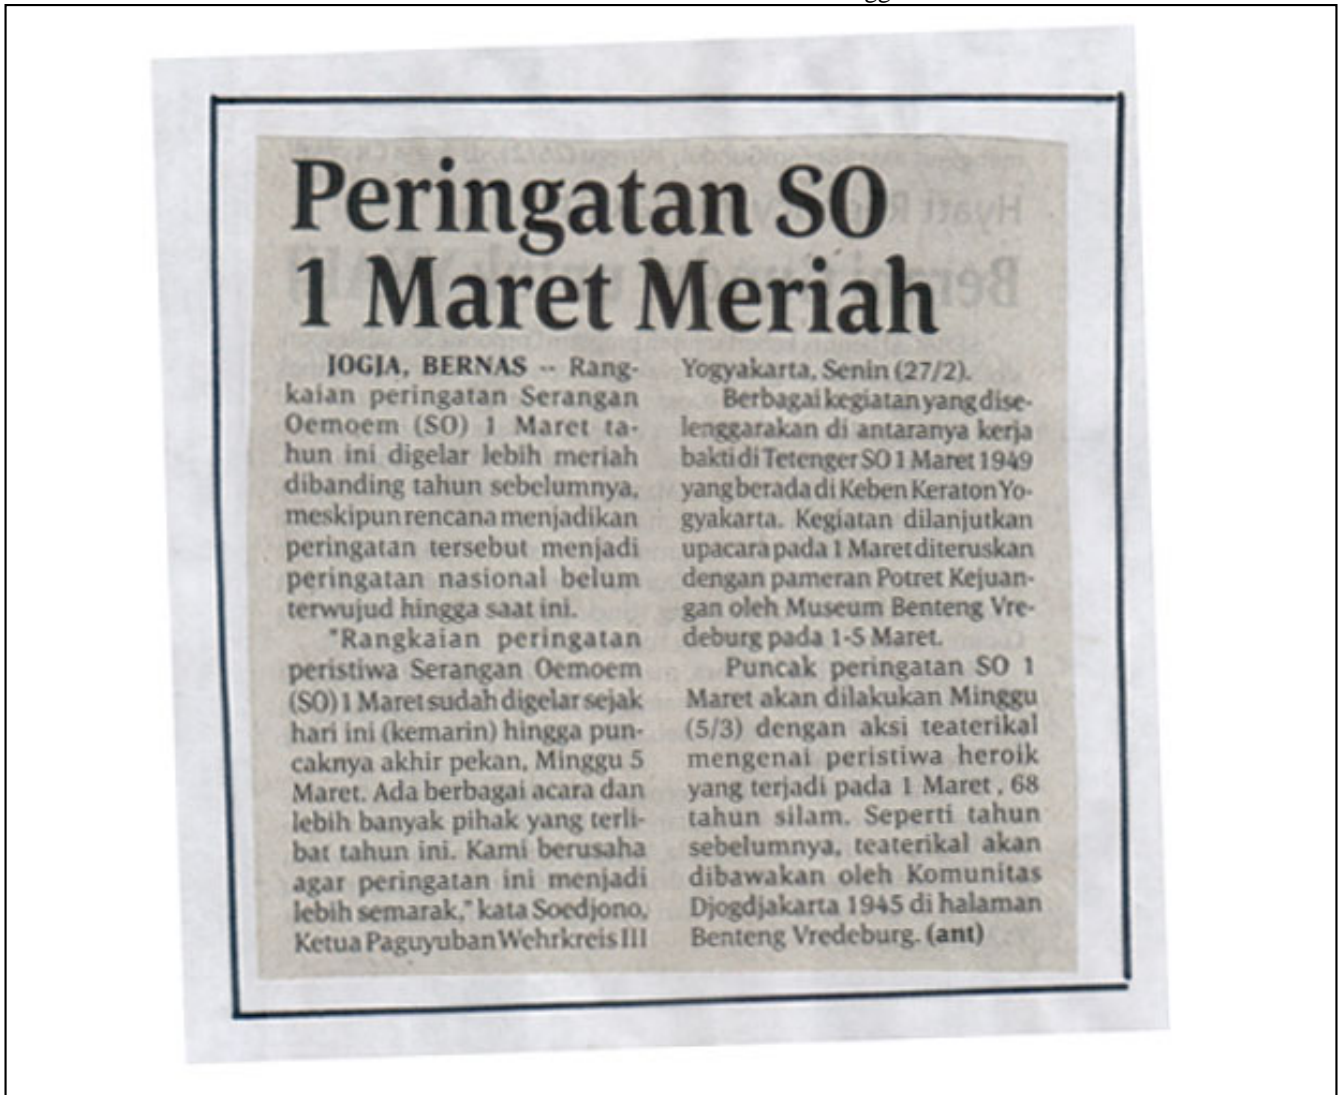 Peringatan SO
1 Maret Meriah
JOGJA, BERNAS -- Rang-
kaian peringatan Serangan
Oemoem (SO) 1 Maret ta-
hun ini digelar lebih meriah
dibanding tahun sebelumnya,
meskipun rencana menjadikan
peringatan tersebut menjadi
peringatan nasional belum
terwujud hingga saat ini.
"Rangkaian peringatan
peristiwa Serangan Oemoem
(SO) 1 Maret sudah digelar sejak
hari ini (kemarin) hingga pun-
caknya akhir pekan, Minggu 5
Maret. Ada berbagai acara dan
lebih banyak pihak yang terli-
bat tahun ini. Kami berusaha
agar peringatan ini menjadi
lebih semarak," kata Soedjono,
Ketua Paguyuban Wehrkreis III
Yogyakarta, Senin (27/2).
Berbagai kegiatan yang dise-
lenggarakan di antaranya kerja
bakti di Tetenger SO 1 Maret 1949
yang berada di Keben Keraton Yo-
gyakarta. Kegiatan dilanjutkan
upacara pada 1 Maret diteruskan
dengan pameran Potret Kejuan-
gan oleh Museum Benteng Vre-
deburg pada 1-5 Maret.
Puncak peringatan SO 1
Maret akan dilakukan Minggu
(5/3) dengan aksi teaterikal
mengenai peristiwa heroik
yang terjadi pada 1 Maret , 68
tahun silam. Seperti tahun
sebelumnya, teaterikal akan
dibawakan oleh Komunitas
Djogdjakarta 1945 di halaman
Benteng Vredeburg. (ant)